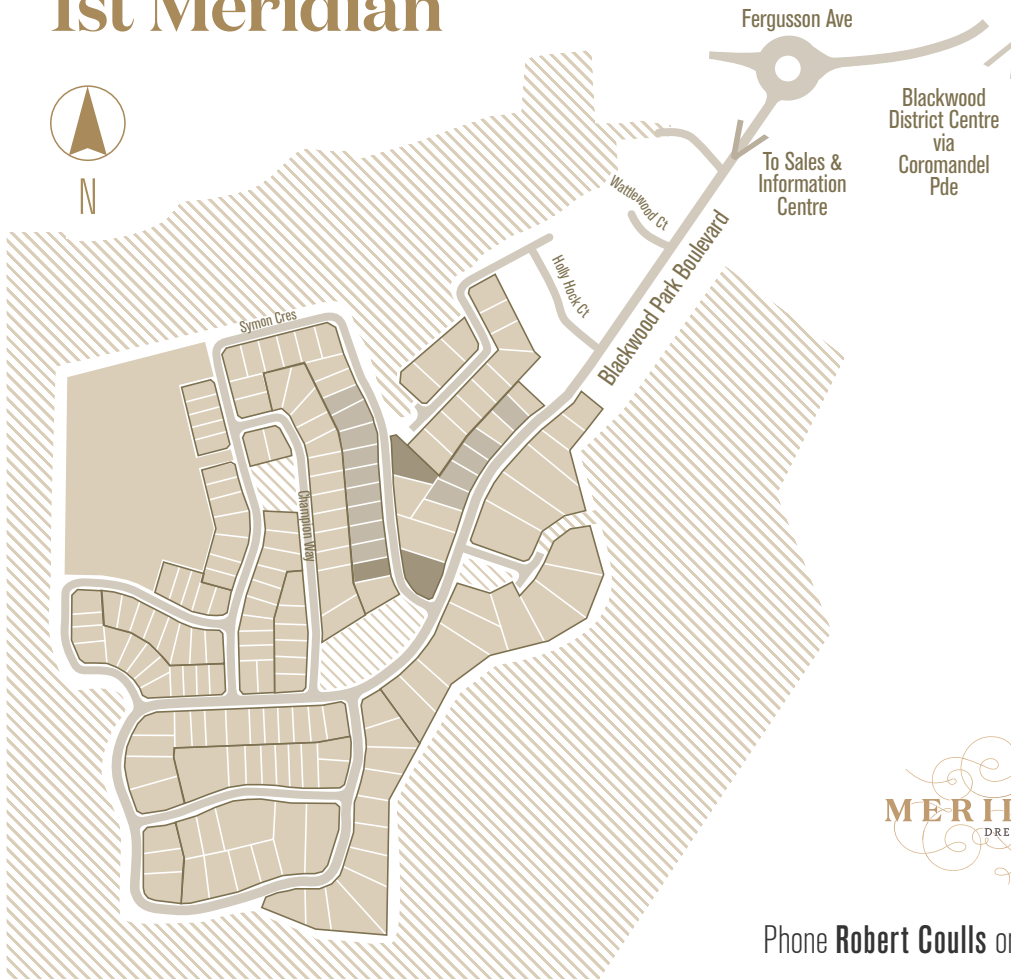 1st Meridian
Fergusson Ave
Blackwood
District Centre
via
Coromandel
Pde
To Sales &
Information
Centre
N
Wattlewood Ct
Holly Hock Ct
Blackwood Park Boulevard
Symon Cres
Champion Way
MERI
DRE
Phone Robert Coulls or